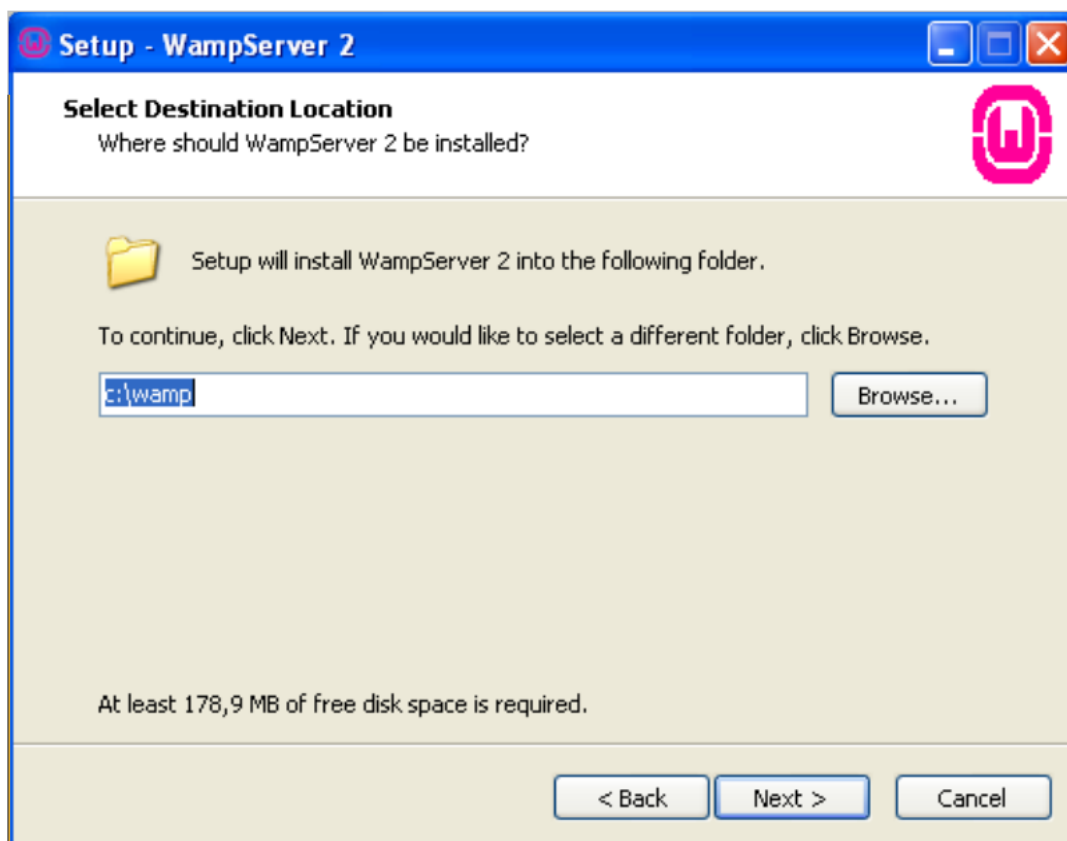 Setup - WampServer 2
Select Destination Location
Where should WampServer 2 be installed?
Setup will install WampServer 2 into the following folder.
To continue, click Next. If you would like to select a different folder, click Browse.
c:\wamp
Browse...
At least 178,9 MB of free disk space is required.
< Back
Next >
Cancel